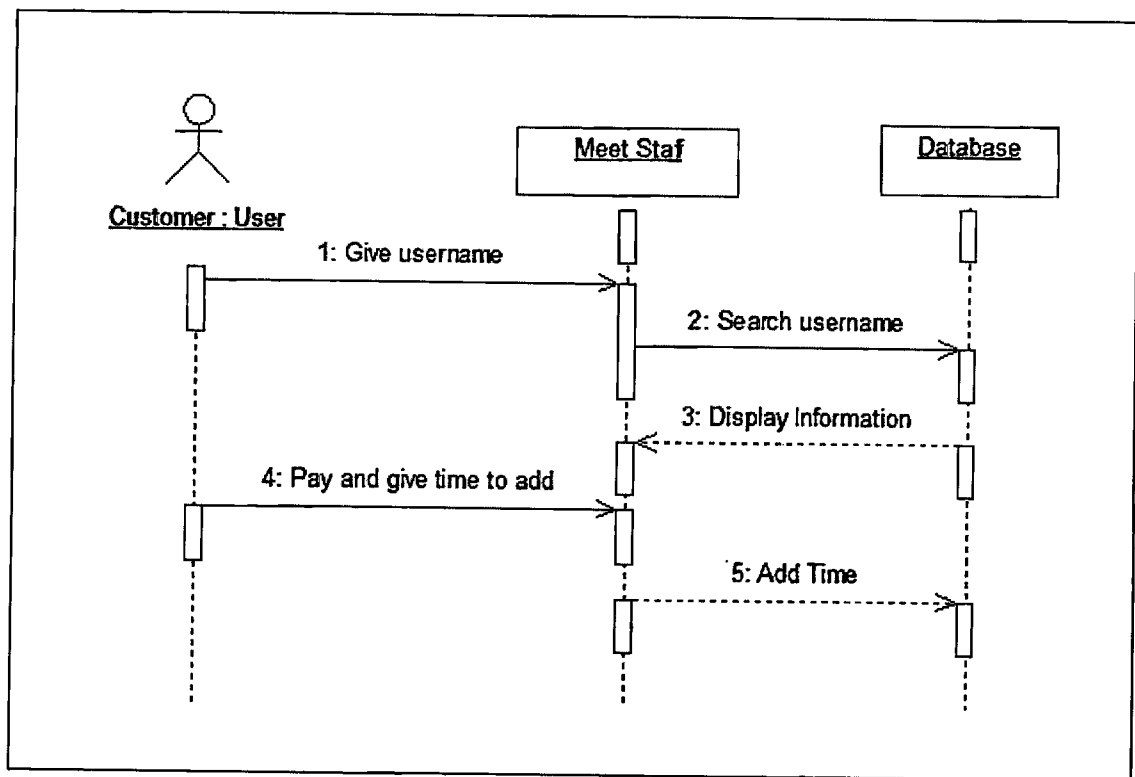 Meet Staf
Database
Customer : User
1: Give username
2: Search username
3: Display Information
4: Pay and give time to add
5: Add Time